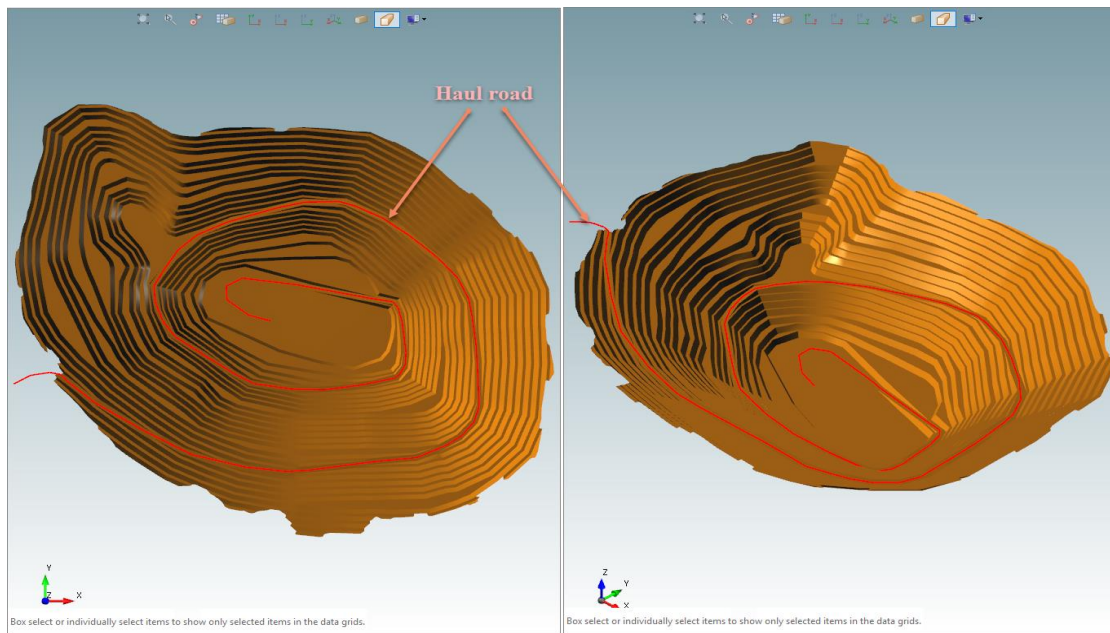 Haul road
Y
Z
X
Box select or individually select items to show only selected items in the data grids.
Z
Y
X
Box select or individually select items to show only selected items in the data grids.